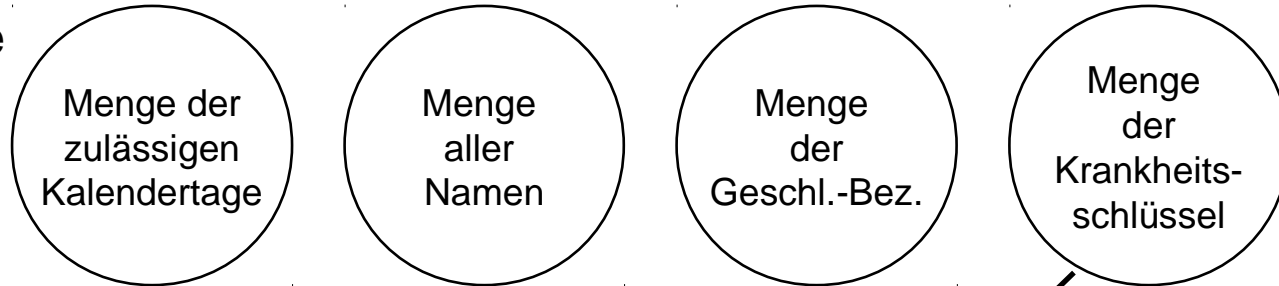 e
Menge der
zulässigen
Kalendertage
Menge
aller
Namen
Menge
der
Geschl.-Bez.
Menge
der
Krankheits-
schlüssel